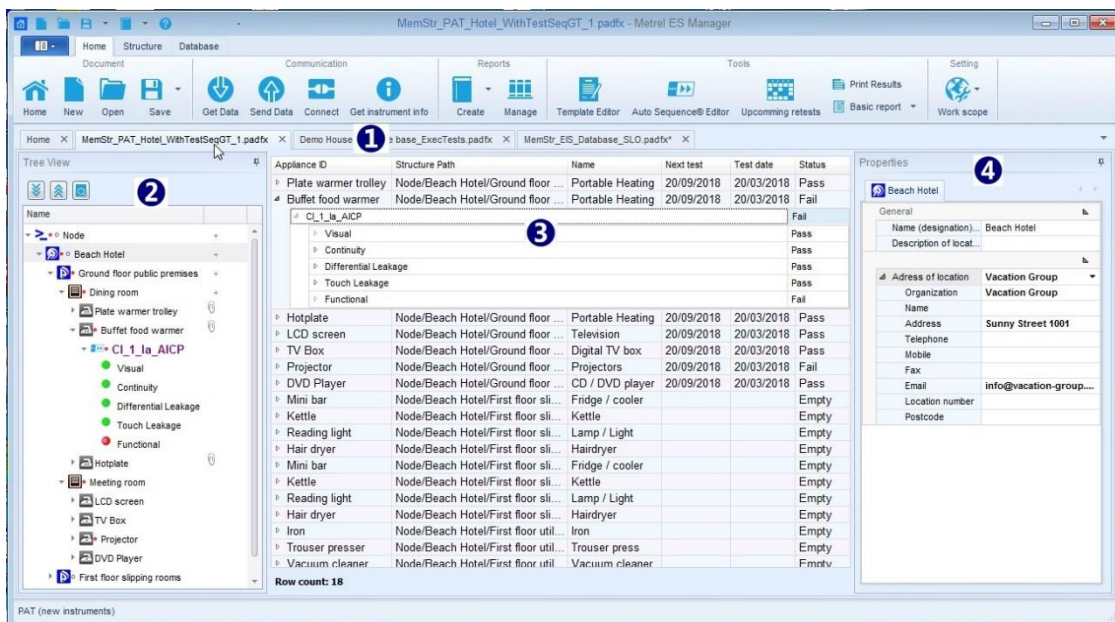 MemStr_PAT_Hotel_WithTestSeqGT_1.padfx - Metrel ES Manager
Home Structure Database
Document Communication Reports Tools Setting
Home New Open Save Get Data Send Data Connect Get instrument info Create Manage Template Editor Auto Sequence® Editor Upcomming retests Print Results Basic report Work scope
Home MemStr_PAT_Hotel_WithTestSeqGT_1.padfx Demo House 1 e base_ExecTests.padfx MemStr_EIS_Database_SLO.padfx*
Tree View
2
Name
Node
Beach Hotel
Ground floor public premises
Dining room
Plate warmer trolley
Buffet food warmer
CI_1_Ia_AICP
Visual
Continuity
Differential Leakage
Touch Leakage
Functional
Hotplate
Meeting room
LCD screen
TV Box
Projector
DVD Player
First floor slipping rooms
Appliance ID Structure Path Name Next test Test date Status
Plate warmer trolley Node/Beach Hotel/Ground floor ... Portable Heating 20/09/2018 20/03/2018 Pass
Buffet food warmer Node/Beach Hotel/Ground floor ... Portable Heating 20/09/2018 20/03/2018 Fail
CI_1_Ia_AICP Fail
3
Visual Pass
Continuity Pass
Differential Leakage Pass
Touch Leakage Pass
Functional Fail
Hotplate Node/Beach Hotel/Ground floor ... Portable Heating 20/09/2018 20/03/2018 Pass
LCD screen Node/Beach Hotel/Ground floor ... Television 20/09/2018 20/03/2018 Pass
TV Box Node/Beach Hotel/Ground floor ... Digital TV box 20/09/2018 20/03/2018 Pass
Projector Node/Beach Hotel/Ground floor ... Projectors 20/09/2018 20/03/2018 Fail
DVD Player Node/Beach Hotel/Ground floor ... CD / DVD player 20/09/2018 20/03/2018 Pass
Mini bar Node/Beach Hotel/First floor sli... Fridge / cooler Empty
Kettle Node/Beach Hotel/First floor sli... Kettle Empty
Reading light Node/Beach Hotel/First floor sli... Lamp / Light Empty
Hair dryer Node/Beach Hotel/First floor sli... Hairdryer Empty
Mini bar Node/Beach Hotel/First floor sli... Fridge / cooler Empty
Kettle Node/Beach Hotel/First floor sli... Kettle Empty
Reading light Node/Beach Hotel/First floor sli... Lamp / Light Empty
Hair dryer Node/Beach Hotel/First floor sli... Hairdryer Empty
Iron Node/Beach Hotel/First floor util... Iron Empty
Trouser presser Node/Beach Hotel/First floor util... Trouser press Empty
Vacuum cleaner Node/Beach Hotel/First floor util Vacuum cleaner Empty
Row count: 18
Properties
4
Beach Hotel
General
Name (designation)... Beach Hotel
Description of locat...
Adress of location Vacation Group
Organization Vacation Group
Name
Address Sunny Street 1001
Telephone
Mobile
Fax
Email info@vacation-group....
Location number
Postcode
PAT (new instruments)